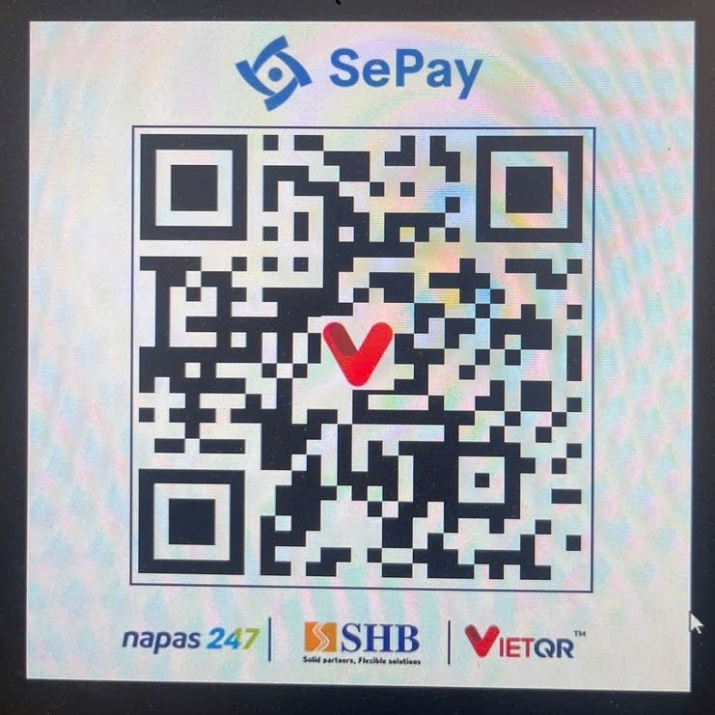 SePay
napas 247
SHB
Solid partners, Flexible solutions
VIETQR™